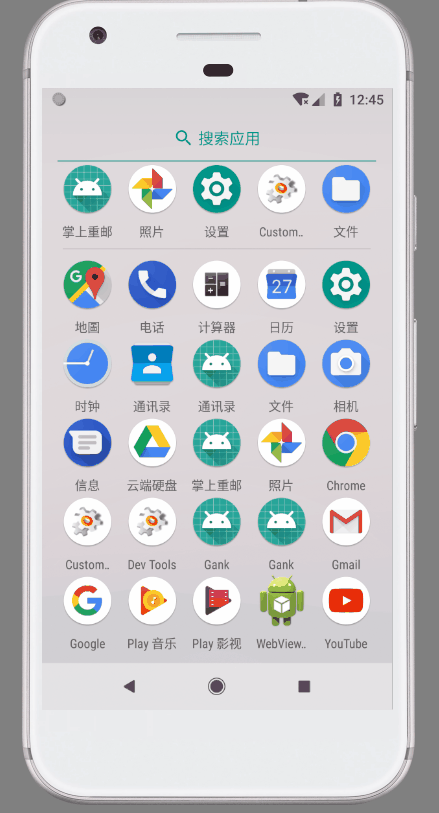 12:45
搜索应用
掌上重邮 照片 设置 Custom.. 文件
地图 电话 计算器 日历 设置
27
时钟 通讯录 通讯录 文件 相机
信息 云端硬盘 掌上重邮 照片 Chrome
Custom.. Dev Tools Gank Gank Gmail
Google Play 音乐 Play 影视 WebView.. YouTube